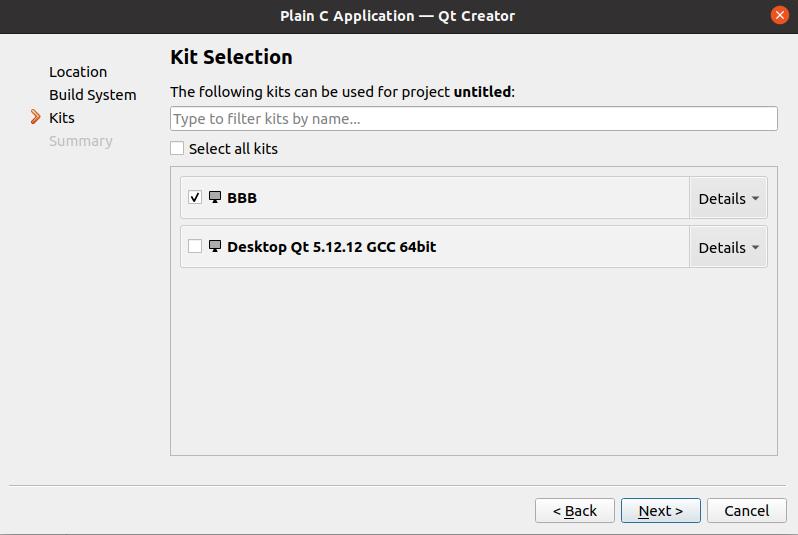 Plain C Application — Qt Creator
Location
Build System
Kits
Summary
Kit Selection
The following kits can be used for project untitled:
Type to filter kits by name...
Select all kits
BBB
Details
Desktop Qt 5.12.12 GCC 64bit
Details
< Back
Next >
Cancel